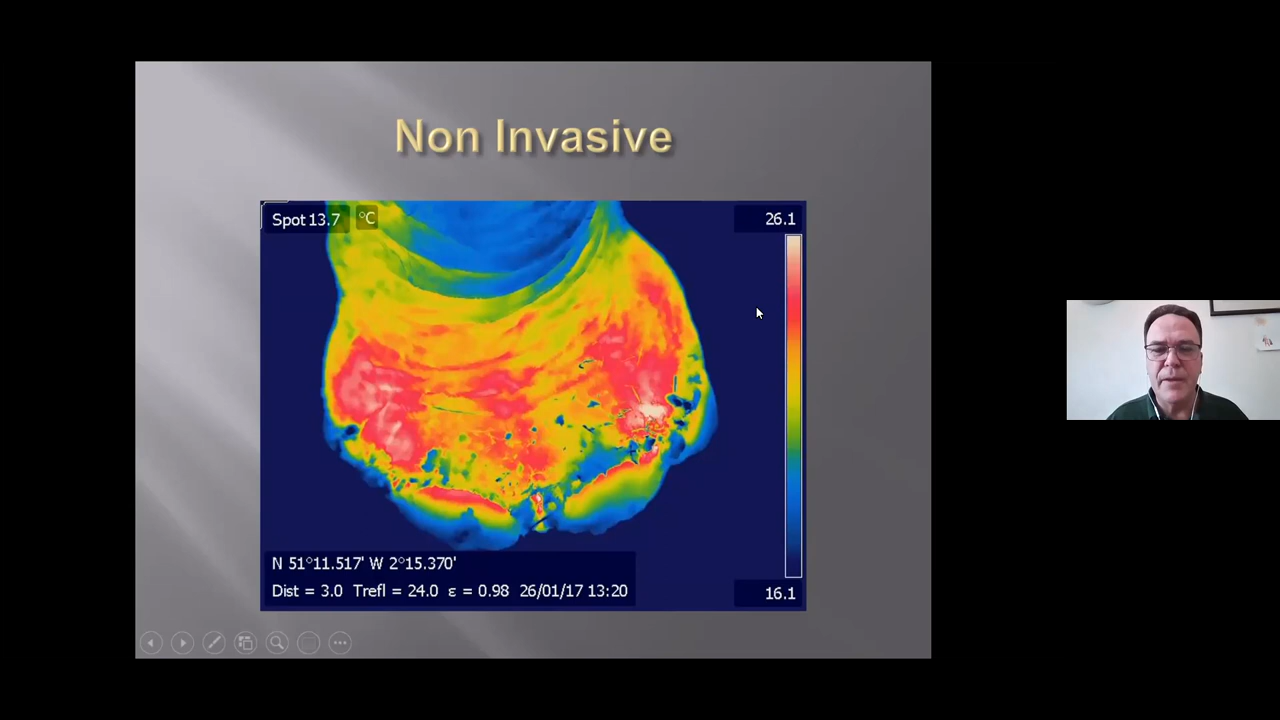 Non Invasive
Spot 13.7 °C
26.1
N 51°11.517' W 2°15.370'
Dist = 3.0 Trefl = 24.0 ε = 0.98 26/01/17 13:20
16.1